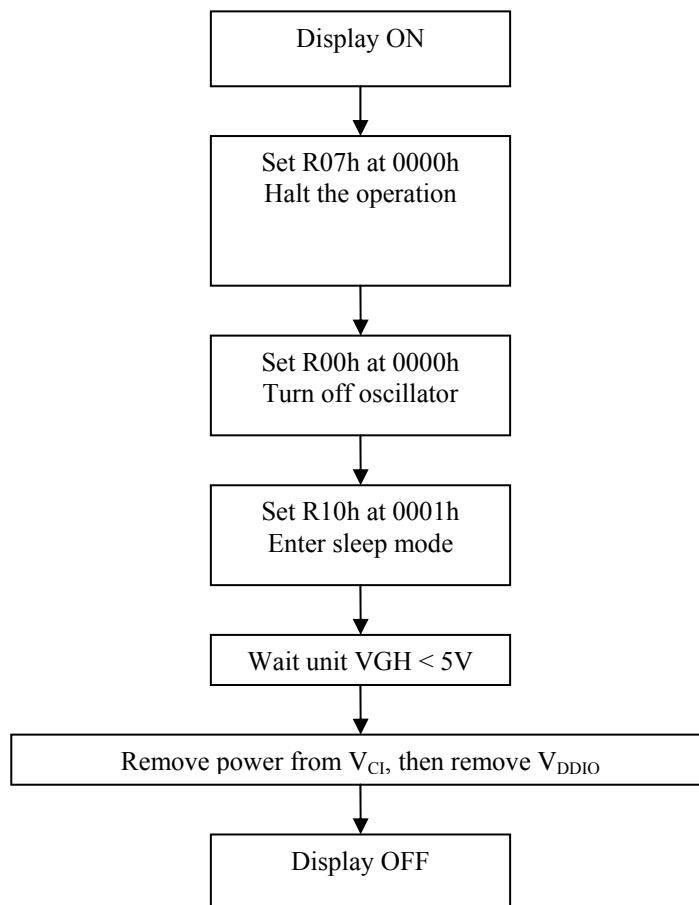 Display ON
Set R07h at 0000h
Halt the operation
Set R00h at 0000h
Turn off oscillator
Set R10h at 0001h
Enter sleep mode
Wait unit VGH < 5V
Remove power from VCI, then remove VDDIO
Display OFF